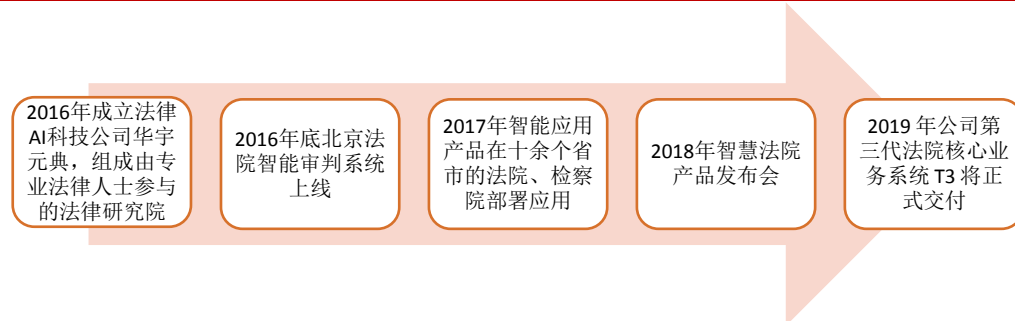 2016年成立法律
AI科技公司华宇
元典，组成由专
业法律人士参与
的法律研究院
2016年底北京法
院智能审判系统
上线
2017年智能应用
产品在十余个省
市的法院、检察
院部署应用
2018年智慧法院
产品发布会
2019 年公司第
三代法院核心业
务系统 T3 将正
式交付